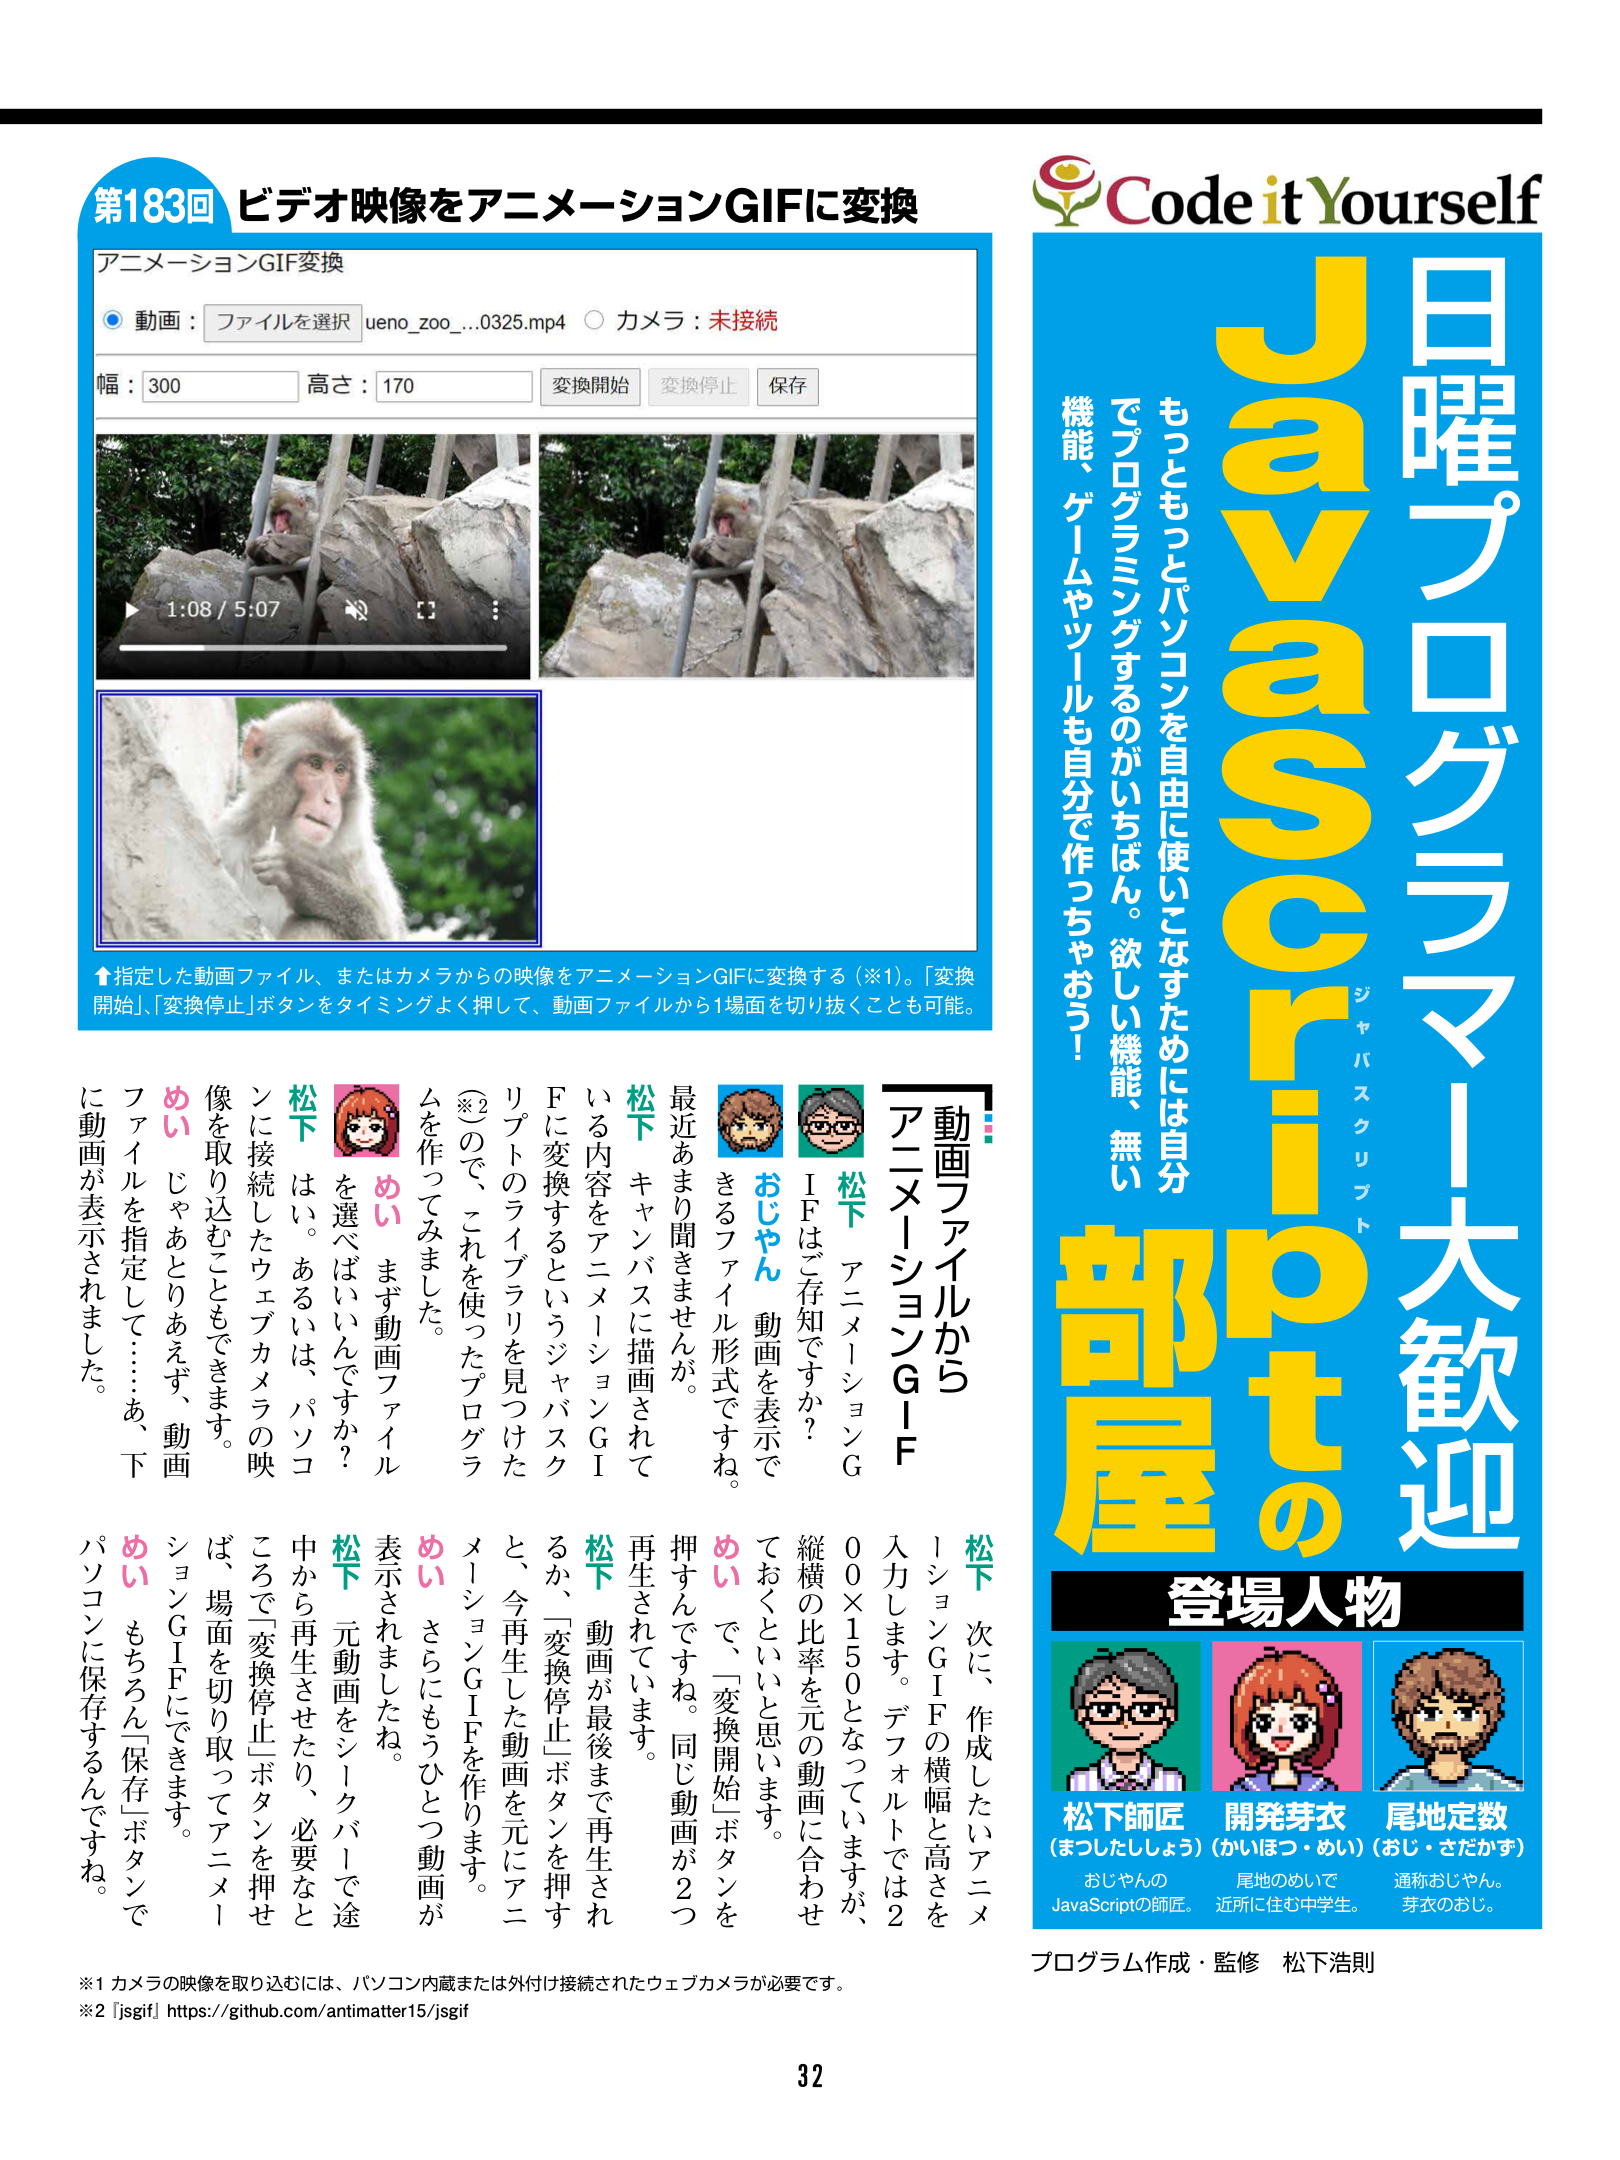 Code it Yourself
日曜プログラマー大歓迎
JavaScriptの
ジャバスクリプト
部屋
もっともっとパソコンを自由に使いこなすためには自分
でプログラミングするのがいちばん。欲しい機能、無い
機能、ゲームやツールも自分で作っちゃおう！
登場人物
松下師匠
(まつしたししょう)
おじやんの
JavaScriptの師匠。
開発芽衣
(かいほつ・めい)
尾地のめいで
近所に住む中学生。
尾地定数
(おじ・さだかず)
通称おじやん。
芽衣のおじ。
プログラム作成・監修　松下浩則
第183回
ビデオ映像をアニメーションGIFに変換
アニメーションGIF変換
動画： ファイルを選択 ueno_zoo_...0325.mp4 カメラ：未接続
幅：300 高さ：170 変換開始 変換停止 保存
1:08 / 5:07
⬆指定した動画ファイル、またはカメラからの映像をアニメーションGIFに変換する（※1）。「変換
開始」、「変換停止」ボタンをタイミングよく押して、動画ファイルから1場面を切り抜くことも可能。
動画ファイルから
アニメーションGIF
松下　アニメーションG
IFはご存知ですか？
おじやん　動画を表示で
きるファイル形式ですね。
最近あまり聞きませんが。
松下　キャンバスに描画されて
いる内容をアニメーションGI
Fに変換するというジャバスク
リプトのライブラリを見つけた
（※2）ので、これを使ったプログラ
ムを作ってみました。
めい　まず動画ファイル
を選べばいいんですか？
松下　はい。あるいは、パソコ
ンに接続したウェブカメラの映
像を取り込むこともできます。
めい　じゃあとりあえず、動画
ファイルを指定して……あ、下
に動画が表示されました。
松下　次に、作成したいアニメ
ーションGIFの横幅と高さを
入力します。デフォルトでは2
00×150となっていますが、
縦横の比率を元の動画に合わせ
ておくといいと思います。
めい　で、「変換開始」ボタンを
押すんですね。同じ動画が2つ
再生されています。
松下　動画が最後まで再生され
るか、「変換停止」ボタンを押す
と、今再生した動画を元にアニ
メーションGIFを作ります。
めい　さらにもうひとつ動画が
表示されましたね。
松下　元動画をシークバーで途
中から再生させたり、必要なと
ころで「変換停止」ボタンを押せ
ば、場面を切り取ってアニメー
ションGIFにできます。
めい　もちろん「保存」ボタンで
パソコンに保存するんですね。
※1 カメラの映像を取り込むには、パソコン内蔵または外付け接続されたウェブカメラが必要です。
※2『jsgif』https://github.com/antimatter15/jsgif
32